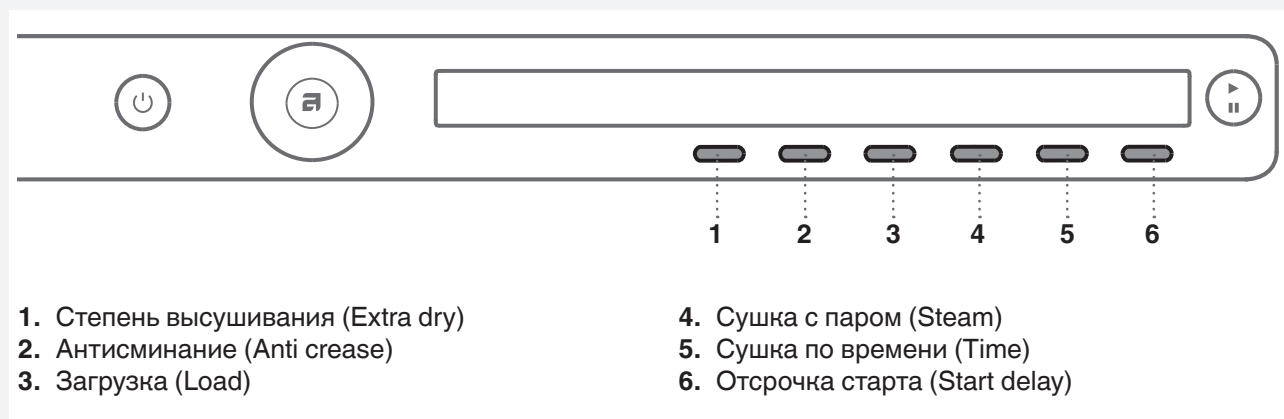 1 2 3 4 5 6
1. Степень высушивания (Extra dry)
2. Антисминание (Anti crease)
3. Загрузка (Load)
4. Сушка с паром (Steam)
5. Сушка по времени (Time)
6. Отсрочка старта (Start delay)